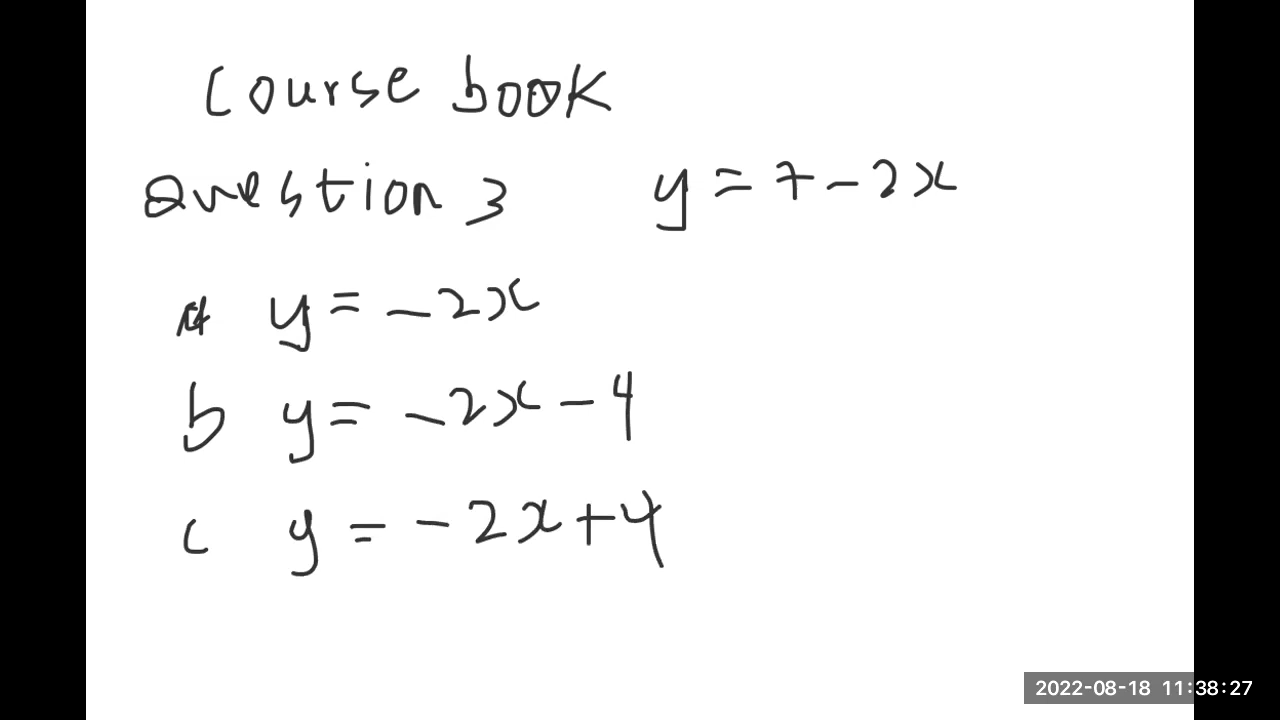 Course book
Question 3 y = 7 - 2x
a y = -2x
b y = -2x - 4
c y = -2x + 4
2022-08-18 11:38:27